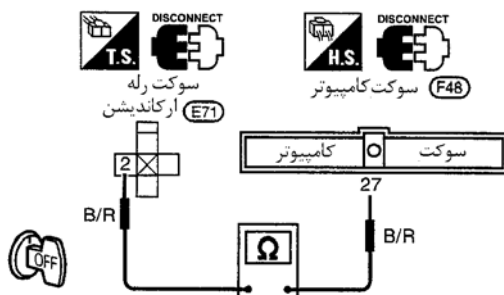 DISCONNECT
T.S.
سوکت رله
ارکاندیشن E71
DISCONNECT
H.S.
سوکت کامپیوتر F48
2
کامپیوتر سوکت
27
B/R
B/R
OFF
Ω